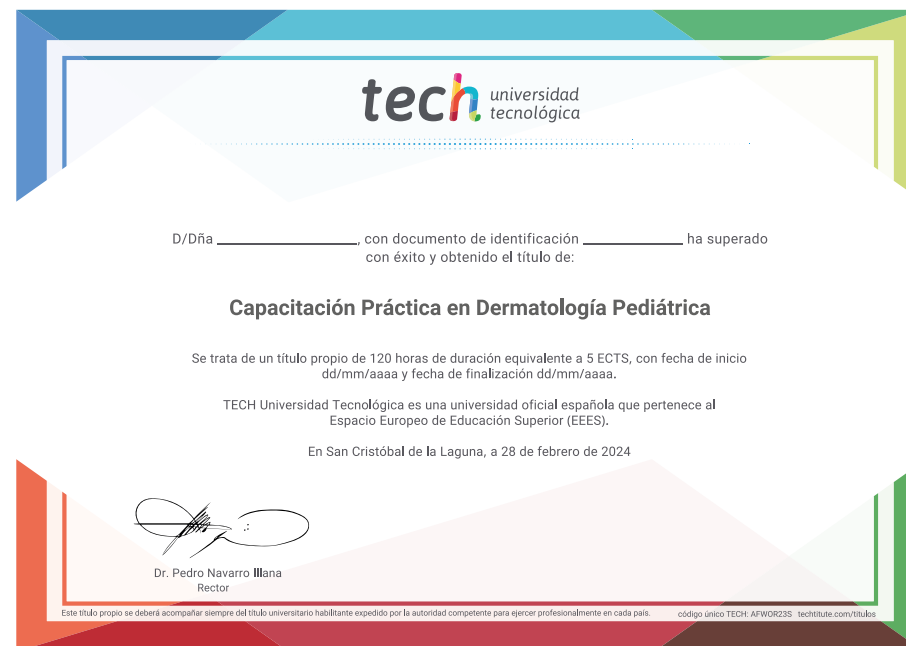 tech universidad
tecnológica
D/Dña ______________, con documento de identificación __________ ha superado
con éxito y obtenido el título de:
Capacitación Práctica en Dermatología Pediátrica
Se trata de un título propio de 120 horas de duración equivalente a 5 ECTS, con fecha de inicio
dd/mm/aaaa y fecha de finalización dd/mm/aaaa.
TECH Universidad Tecnológica es una universidad oficial española que pertenece al
Espacio Europeo de Educación Superior (EEES).
En San Cristóbal de la Laguna, a 28 de febrero de 2024
Dr. Pedro Navarro Illana
Rector
Este título propio se deberá acompañar siempre del título universitario habilitante expedido por la autoridad competente para ejercer profesionalmente en cada país.
código único TECH: AFWOR23S techtitute.com/titulos